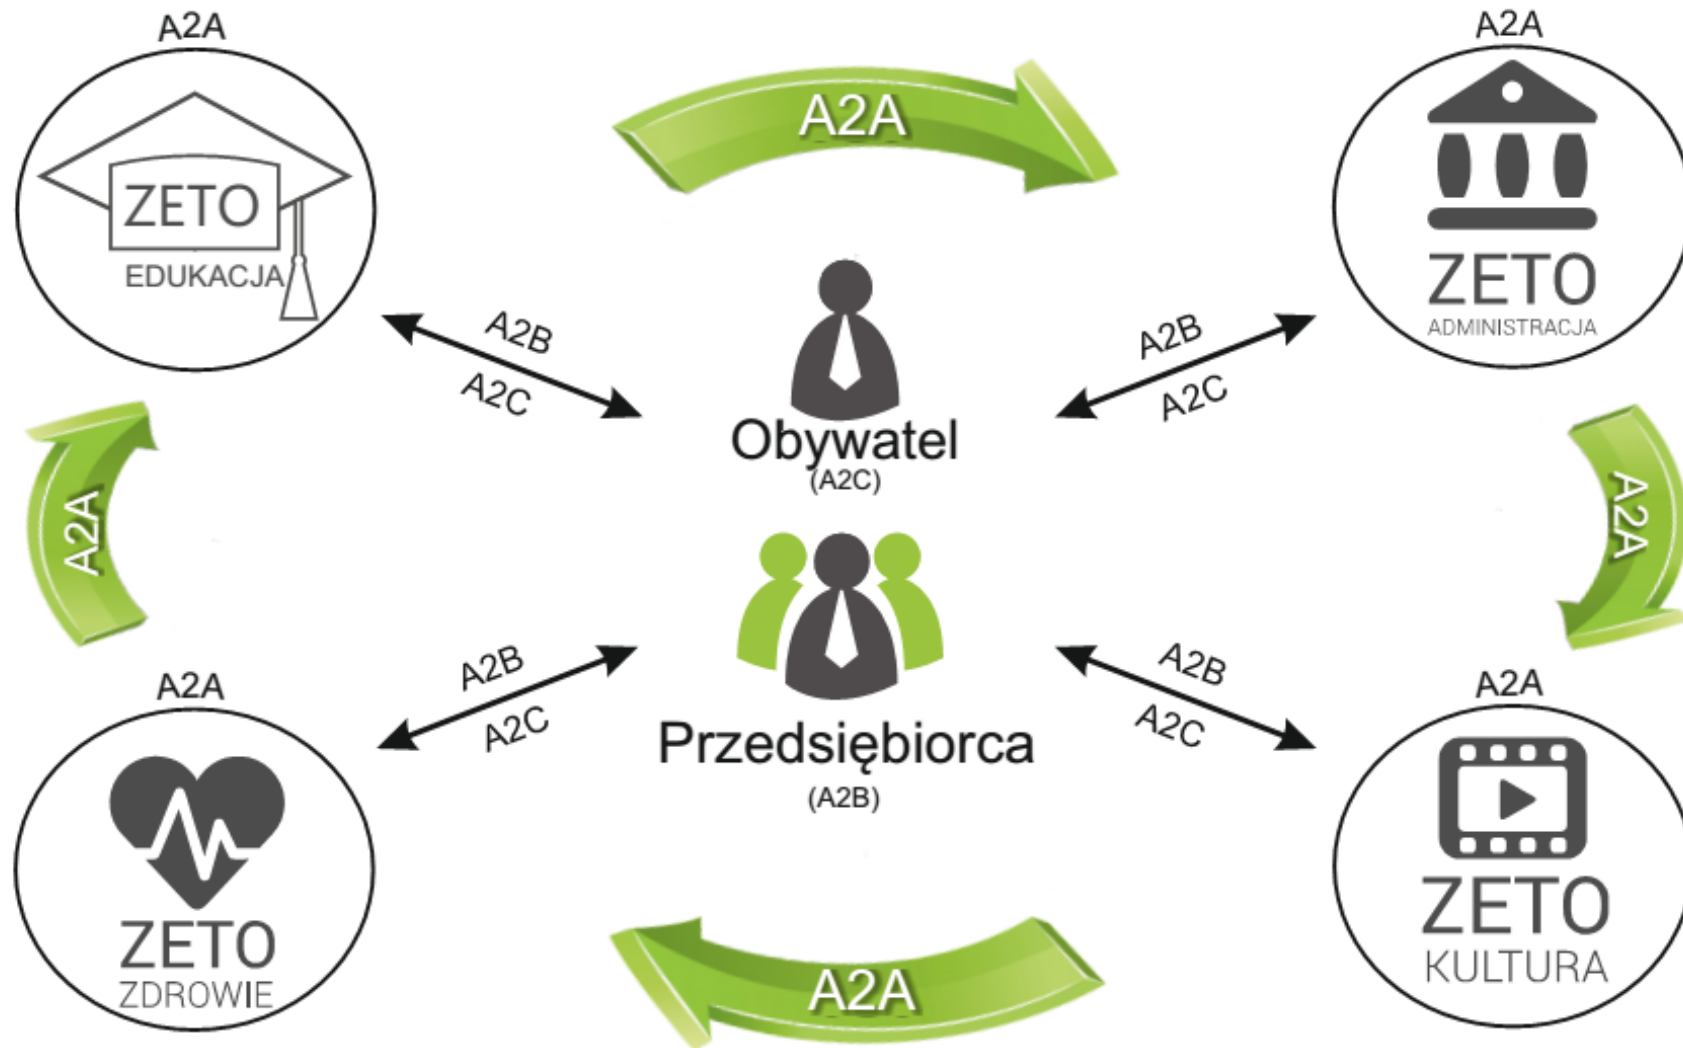 A2A
ZETO
EDUKACJA
A2A
A2A
ZETO
ADMINISTRACJA
A2B
A2C
A2B
A2C
Obywatel
(A2C)
A2A
A2A
Przedsiębiorca
(A2B)
A2B
A2C
A2B
A2C
A2A
ZETO
ZDROWIE
A2A
A2A
ZETO
KULTURA